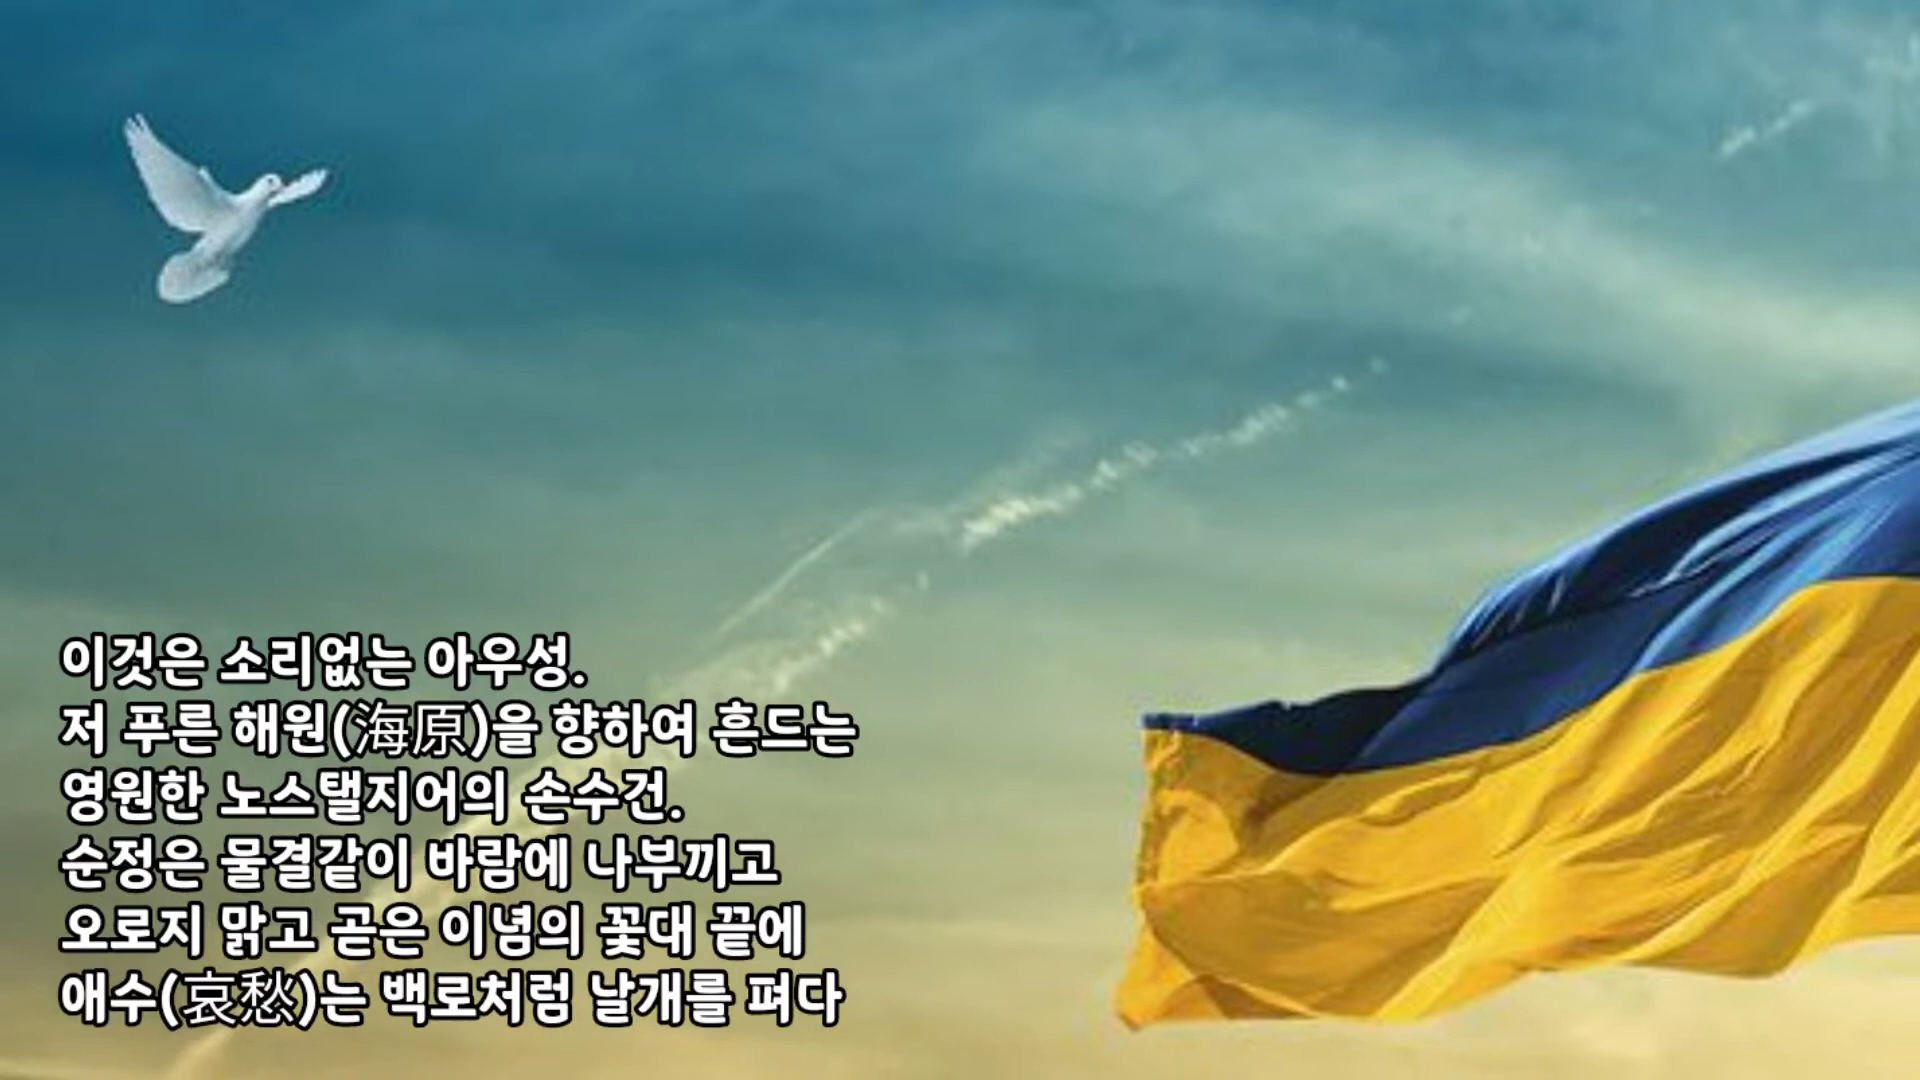 이것은 소리없는 아우성.
저 푸른 해원(海原)을 향하여 흔드는
영원한 노스탤지어의 손수건.
순정은 물결같이 바람에 나부끼고
오로지 맑고 곧은 이념의 꽃대 끝에
애수(哀愁)는 백로처럼 날개를 펴다